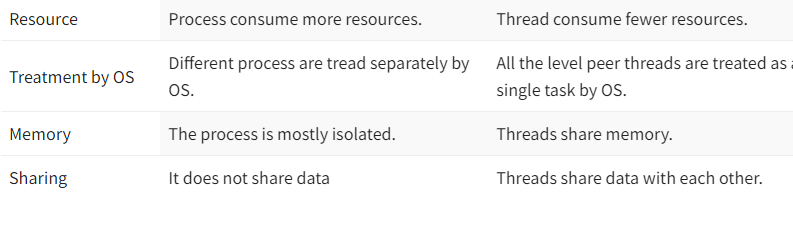 Resource Process consume more resources. Thread consume fewer resources.
Different process are tread separately by All the level peer threads are treated as
Treatment by OS
OS. single task by OS.
Memory The process is mostly isolated. Threads share memory.
Sharing It does not share data Threads share data with each other.